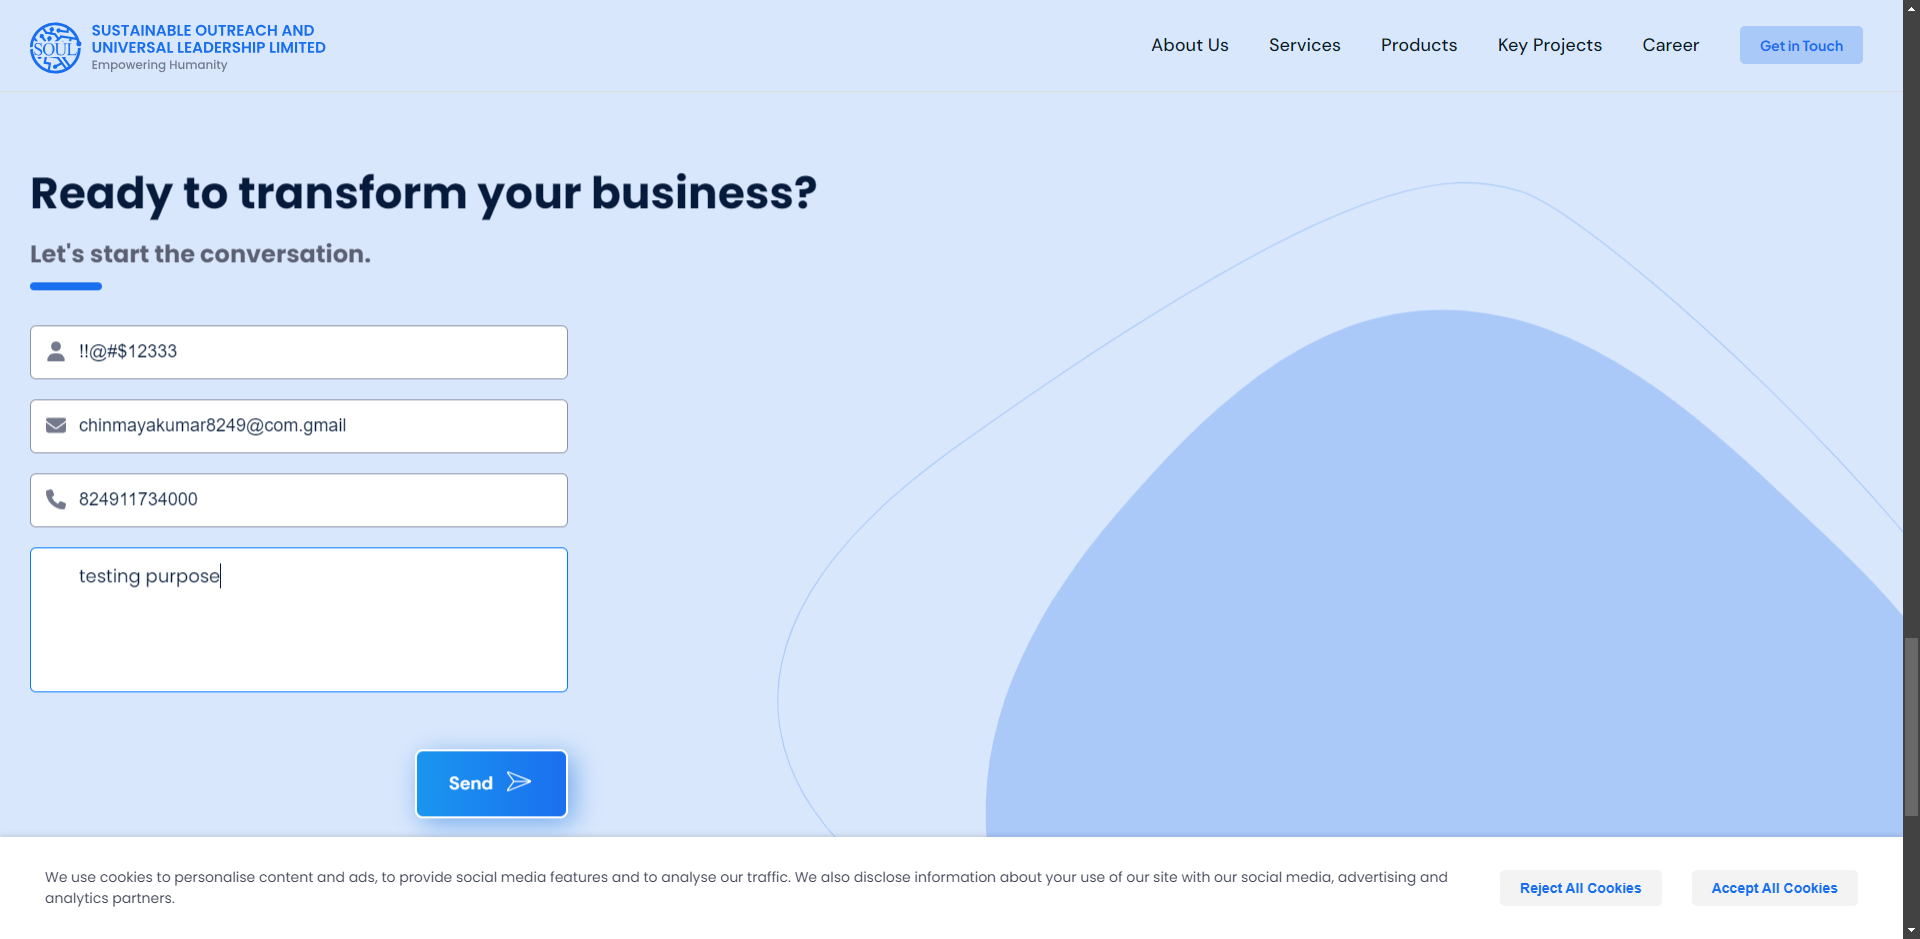 SUSTAINABLE OUTREACH AND
UNIVERSAL LEADERSHIP LIMITED
Empowering Humanity
SOUL
About Us
Services
Products
Key Projects
Career
Get in Touch
Ready to transform your business?
Let's start the conversation.
!!@#$12333
chinmayakumar8249@com.gmail
824911734000
testing purpose
Send
We use cookies to personalise content and ads, to provide social media features and to analyse our traffic. We also disclose information about your use of our site with our social media, advertising and
analytics partners.
Reject All Cookies
Accept All Cookies